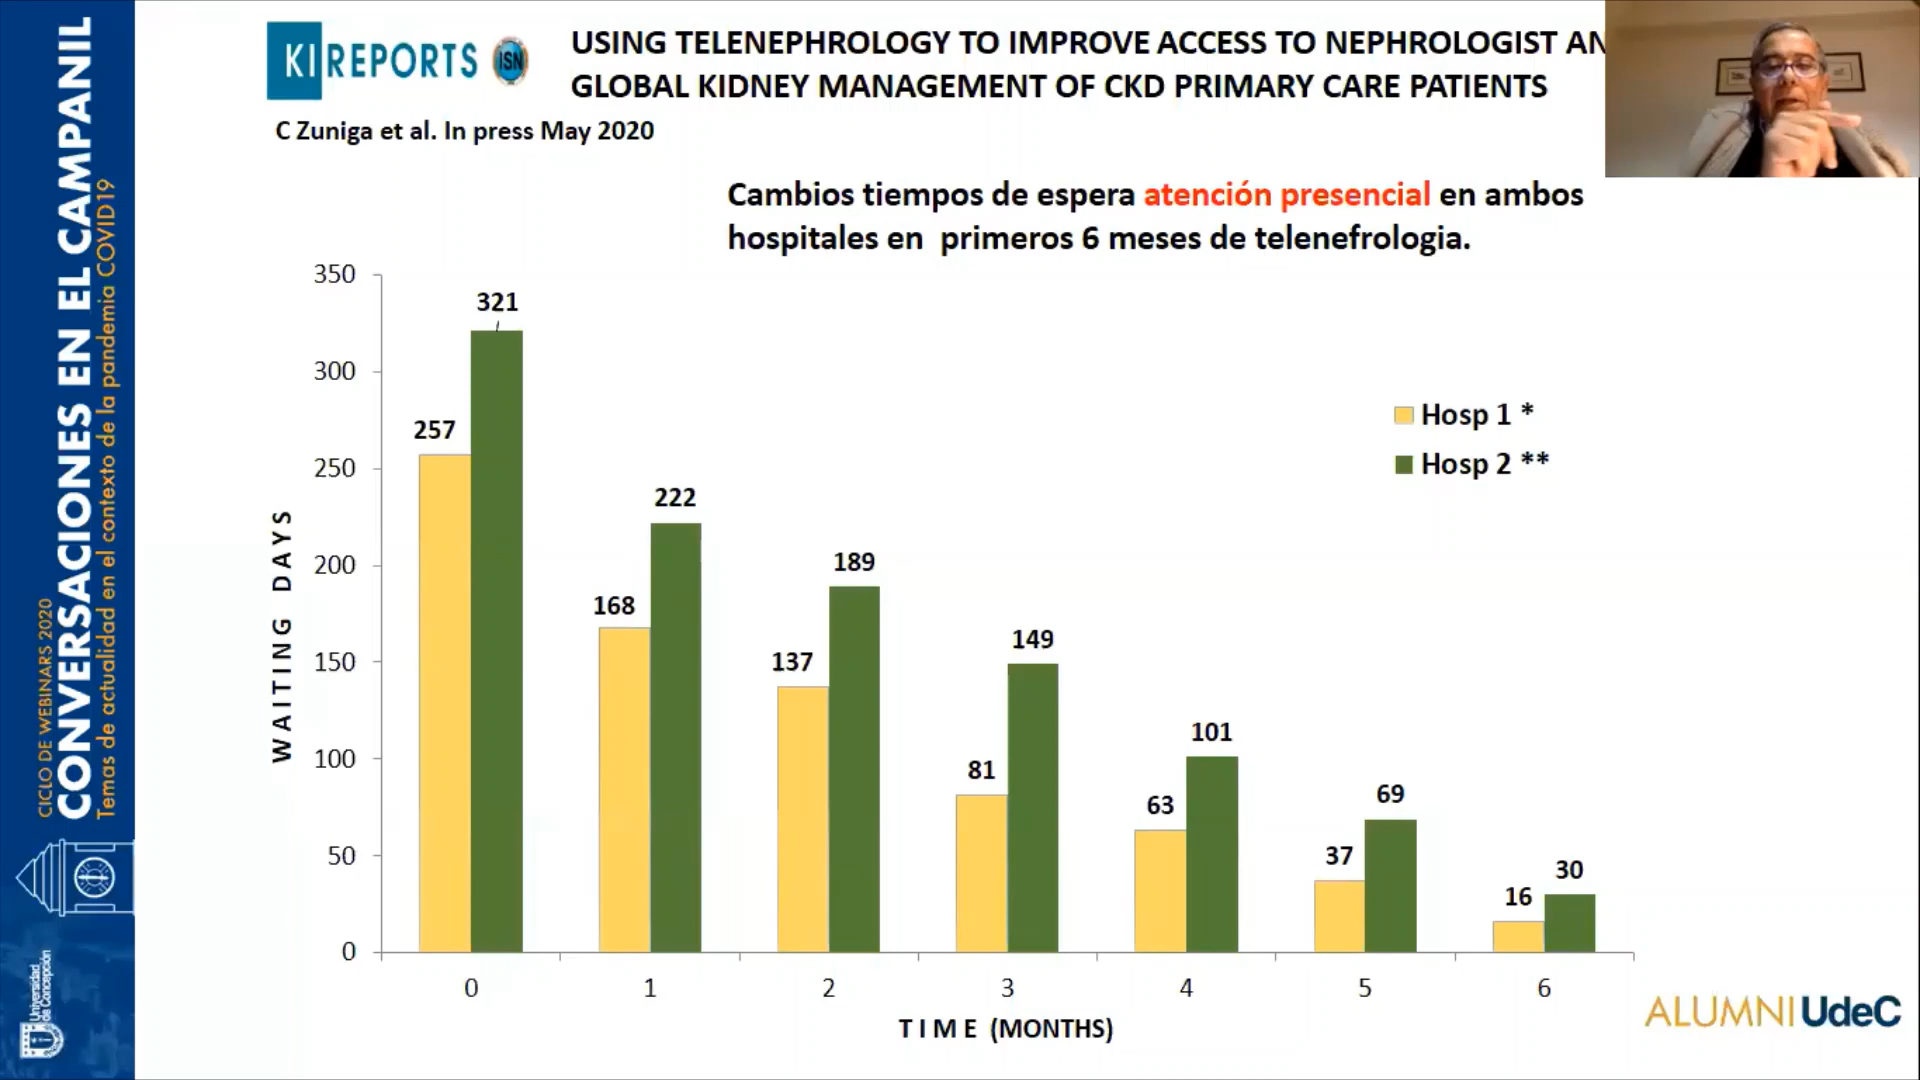 CICLO DE WEBINARS 2020
CONVERSACIONES EN EL CAMPANIL
Temas de actualidad en el contexto de la pandemia COVID19
Universidad
de Concepción
KI REPORTS ISN
USING TELENEPHROLOGY TO IMPROVE ACCESS TO NEPHROLOGIST AN
GLOBAL KIDNEY MANAGEMENT OF CKD PRIMARY CARE PATIENTS
C Zuniga et al. In press May 2020
Cambios tiempos de espera atención presencial en ambos
hospitales en primeros 6 meses de telenefrologia.
WAITING DAYS
350
300
250
200
150
100
50
0
257
321
168
222
137
189
81
149
63
101
37
69
16
30
Hosp 1 *
Hosp 2 **
0 1 2 3 4 5 6
TIME (MONTHS)
ALUMNI UdeC